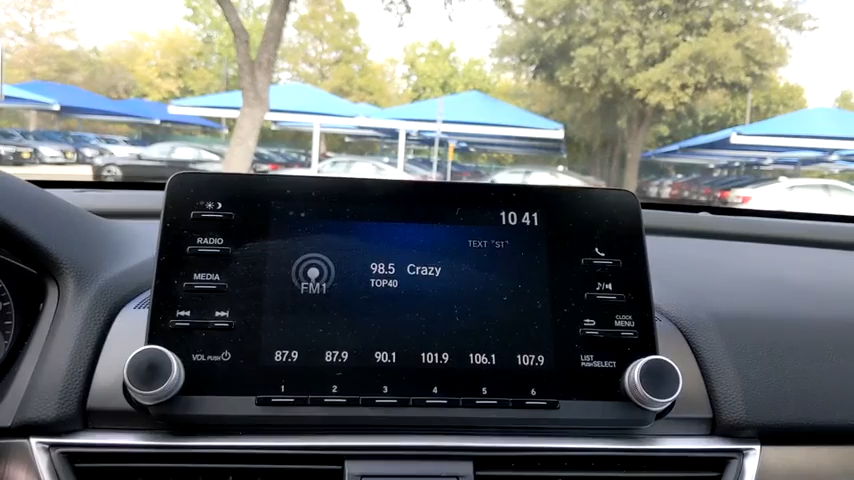 10:41
RADIO
TEXT "ST"
98.5 Crazy
TOP40
MEDIA
FM1
CLOCK
MENU
VOL PUSH
87.9 87.9 90.1 101.9 106.1 107.9
LIST
PUSH SELECT
1 2 3 4 5 6